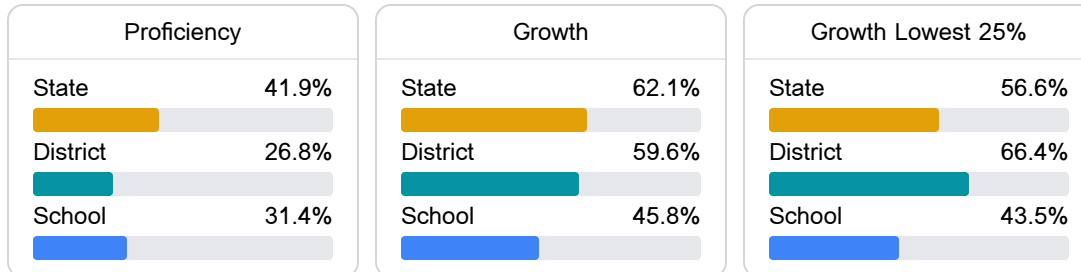 Proficiency
State 41.9%
District 26.8%
School 31.4%
Growth
State 62.1%
District 59.6%
School 45.8%
Growth Lowest 25%
State 56.6%
District 66.4%
School 43.5%